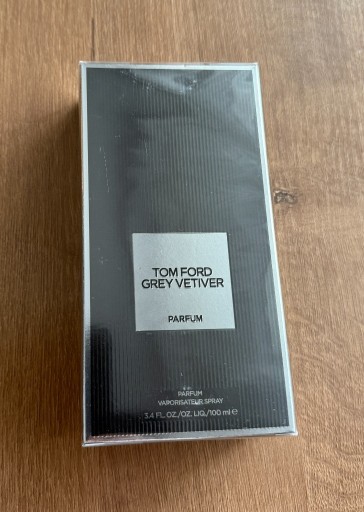 TOM FORD
GREY VETIVER
PARFUM
PARFUM
VAPORISATEUR SPRAY
3.4 FL.OZ./OZ. LIQ./100 ml ℮